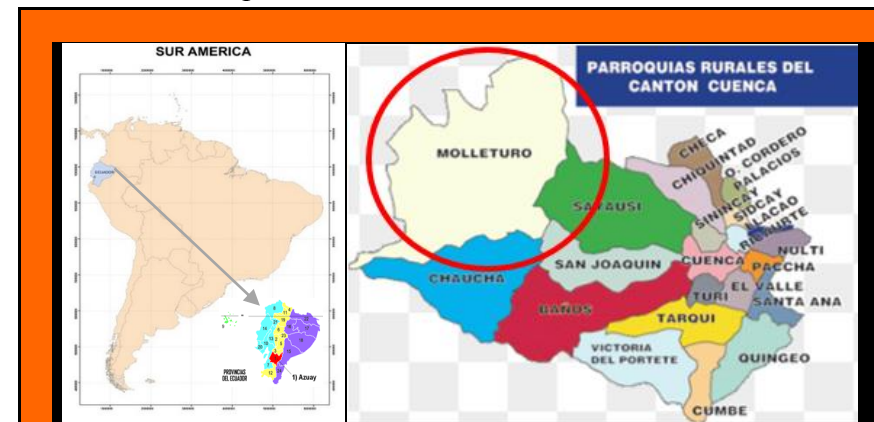 SUR AMERICA
ECUADOR
PROVINCIAS
DEL ECUADOR
1) Azuay
PARROQUIAS RURALES DEL
CANTON CUENCA
MOLLETURO
CHECA
CHIQUINTAD
O. CORDERO
PALACIOS
SAYAUSI
SININCAY
SIDCAY
LLACAO
RICAURTE
NULTI
CHAUCHA
SAN JOAQUIN
CUENCA
PACCHA
BAÑOS
TURI
EL VALLE
SANTA ANA
TARQUI
VICTORIA
DEL PORTETE
QUINGEO
CUMBE